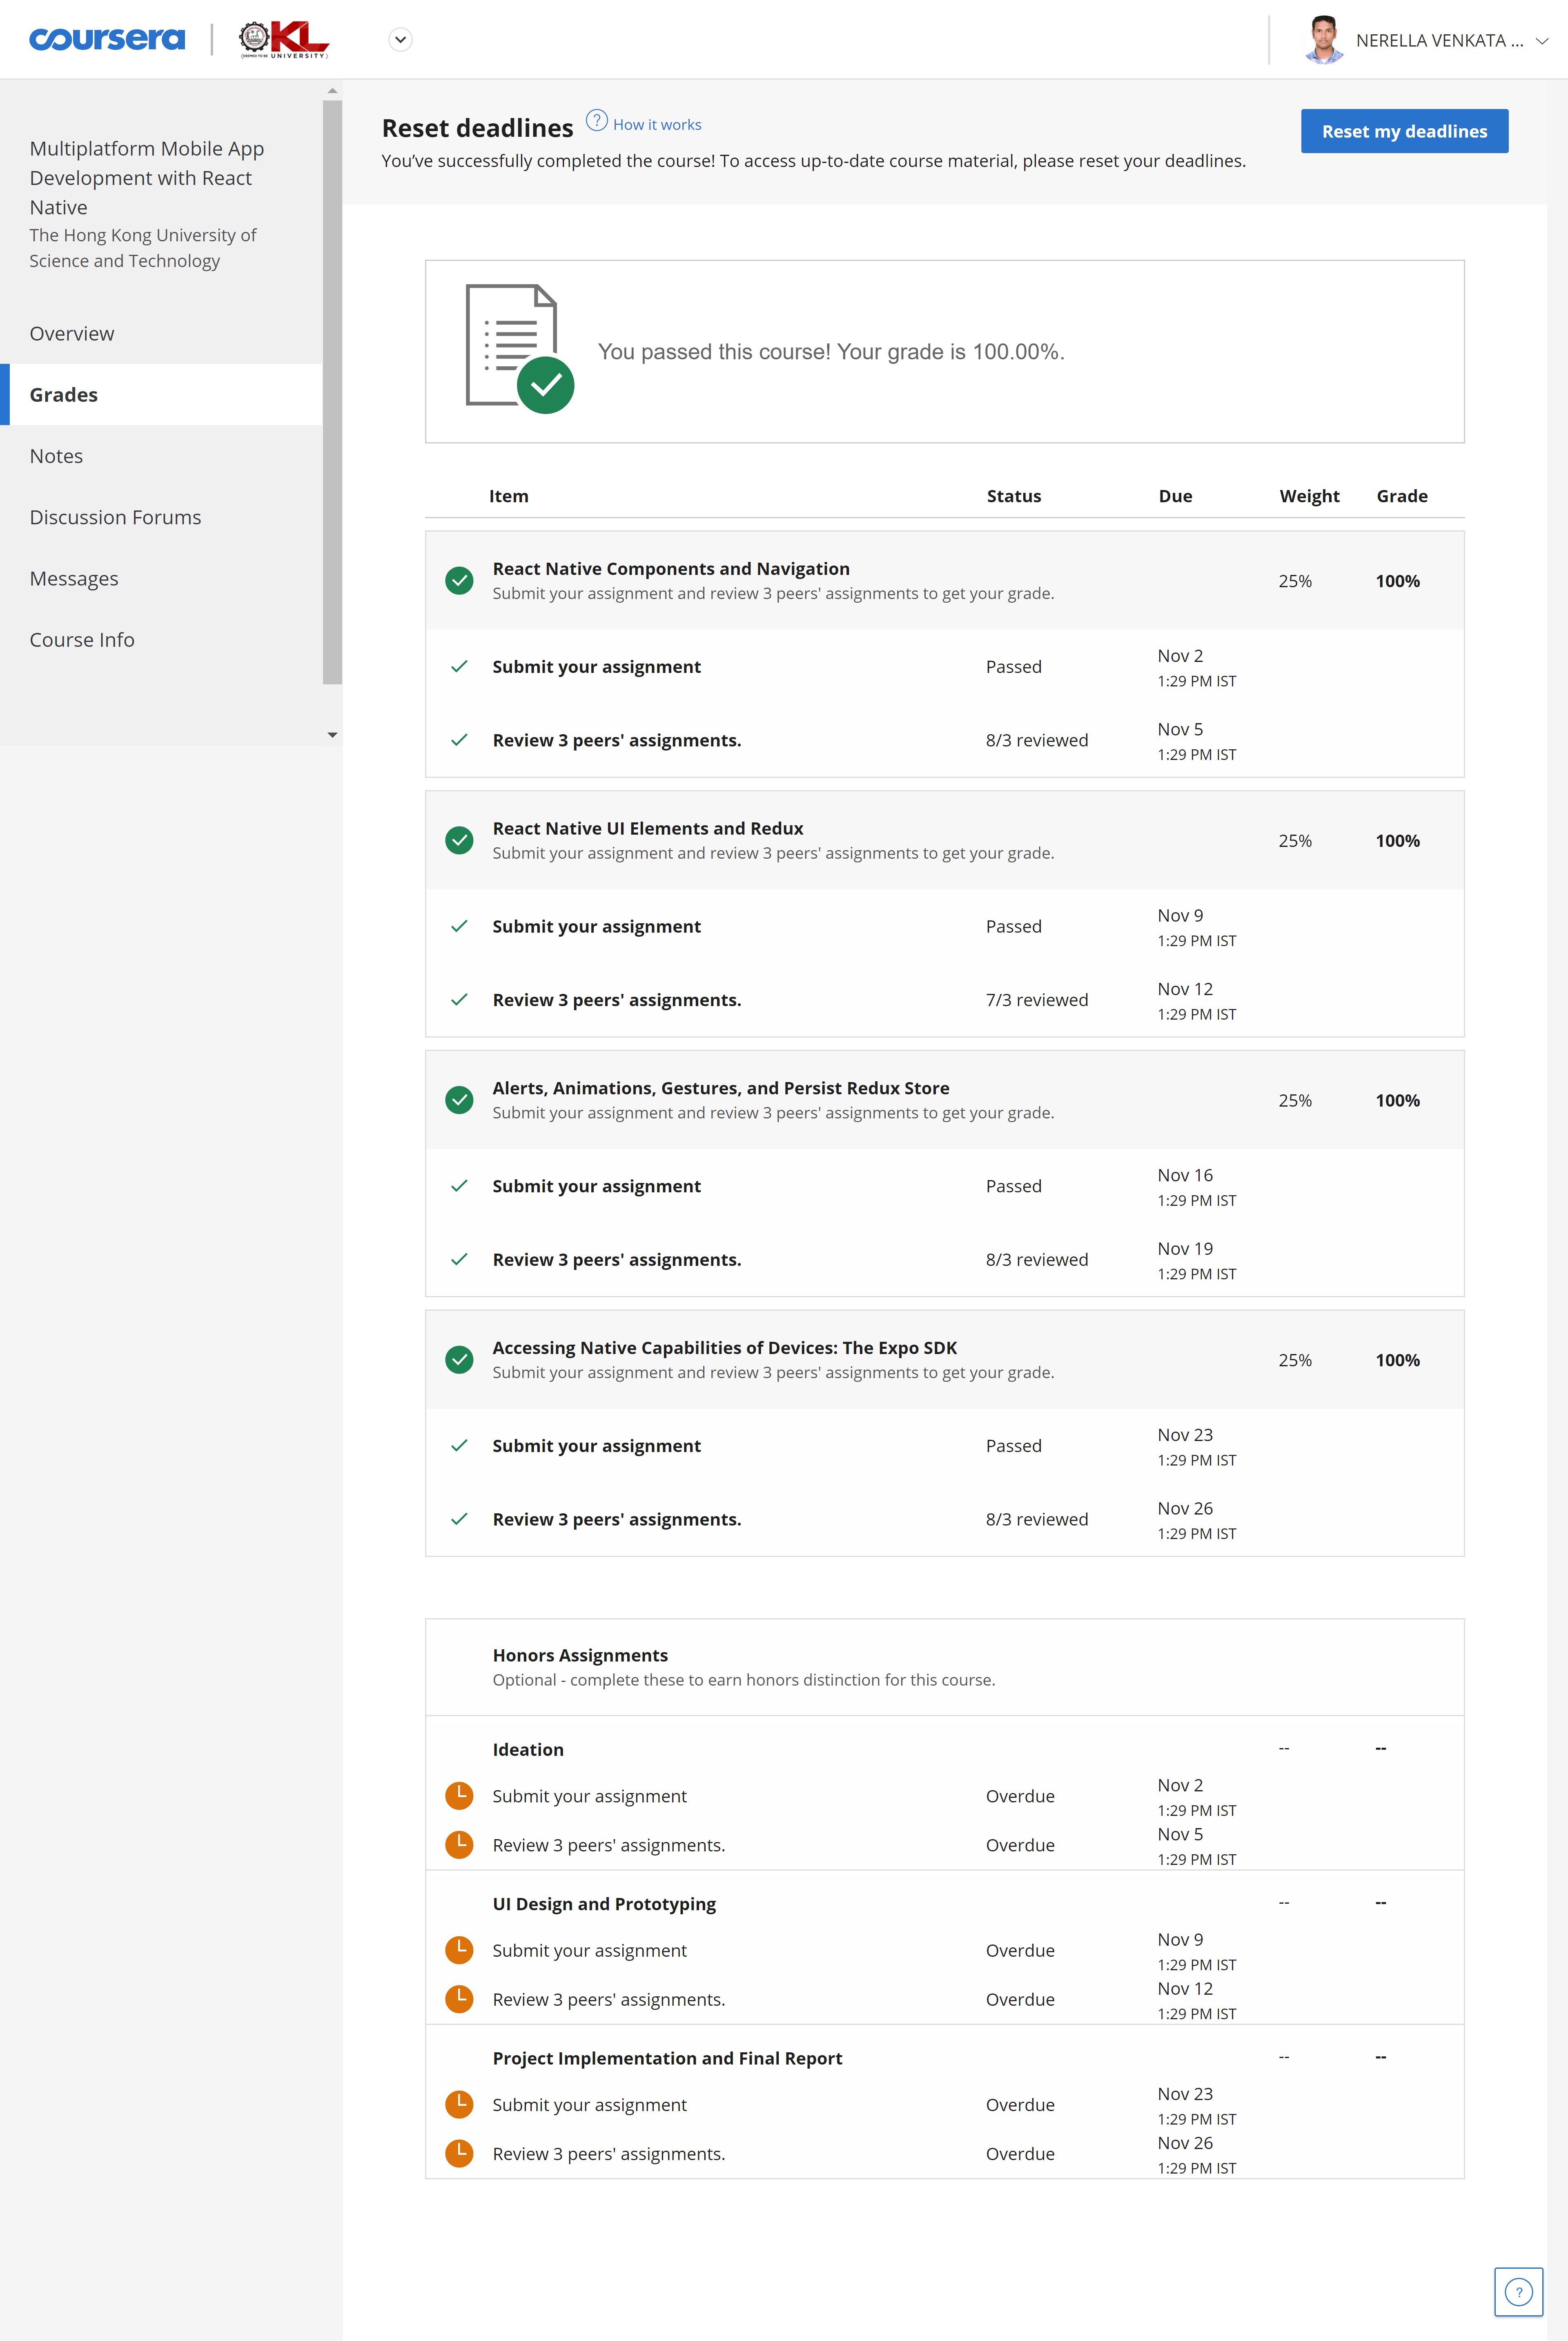 coursera
KL
(DEEMED TO BE UNIVERSITY)
NERELLA VENKATA ...
Multiplatform Mobile App
Development with React
Native
The Hong Kong University of
Science and Technology
Overview
Grades
Notes
Discussion Forums
Messages
Course Info
Reset deadlines ? How it works
You’ve successfully completed the course! To access up-to-date course material, please reset your deadlines.
Reset my deadlines
You passed this course! Your grade is 100.00%.
Item Status Due Weight Grade
React Native Components and Navigation
Submit your assignment and review 3 peers' assignments to get your grade.
25% 100%
Submit your assignment Passed Nov 2
1:29 PM IST
Review 3 peers' assignments. 8/3 reviewed Nov 5
1:29 PM IST
React Native UI Elements and Redux
Submit your assignment and review 3 peers' assignments to get your grade.
25% 100%
Submit your assignment Passed Nov 9
1:29 PM IST
Review 3 peers' assignments. 7/3 reviewed Nov 12
1:29 PM IST
Alerts, Animations, Gestures, and Persist Redux Store
Submit your assignment and review 3 peers' assignments to get your grade.
25% 100%
Submit your assignment Passed Nov 16
1:29 PM IST
Review 3 peers' assignments. 8/3 reviewed Nov 19
1:29 PM IST
Accessing Native Capabilities of Devices: The Expo SDK
Submit your assignment and review 3 peers' assignments to get your grade.
25% 100%
Submit your assignment Passed Nov 23
1:29 PM IST
Review 3 peers' assignments. 8/3 reviewed Nov 26
1:29 PM IST
Honors Assignments
Optional - complete these to earn honors distinction for this course.
Ideation -- --
Submit your assignment Overdue Nov 2
1:29 PM IST
Review 3 peers' assignments. Overdue Nov 5
1:29 PM IST
UI Design and Prototyping -- --
Submit your assignment Overdue Nov 9
1:29 PM IST
Review 3 peers' assignments. Overdue Nov 12
1:29 PM IST
Project Implementation and Final Report -- --
Submit your assignment Overdue Nov 23
1:29 PM IST
Review 3 peers' assignments. Overdue Nov 26
1:29 PM IST
?